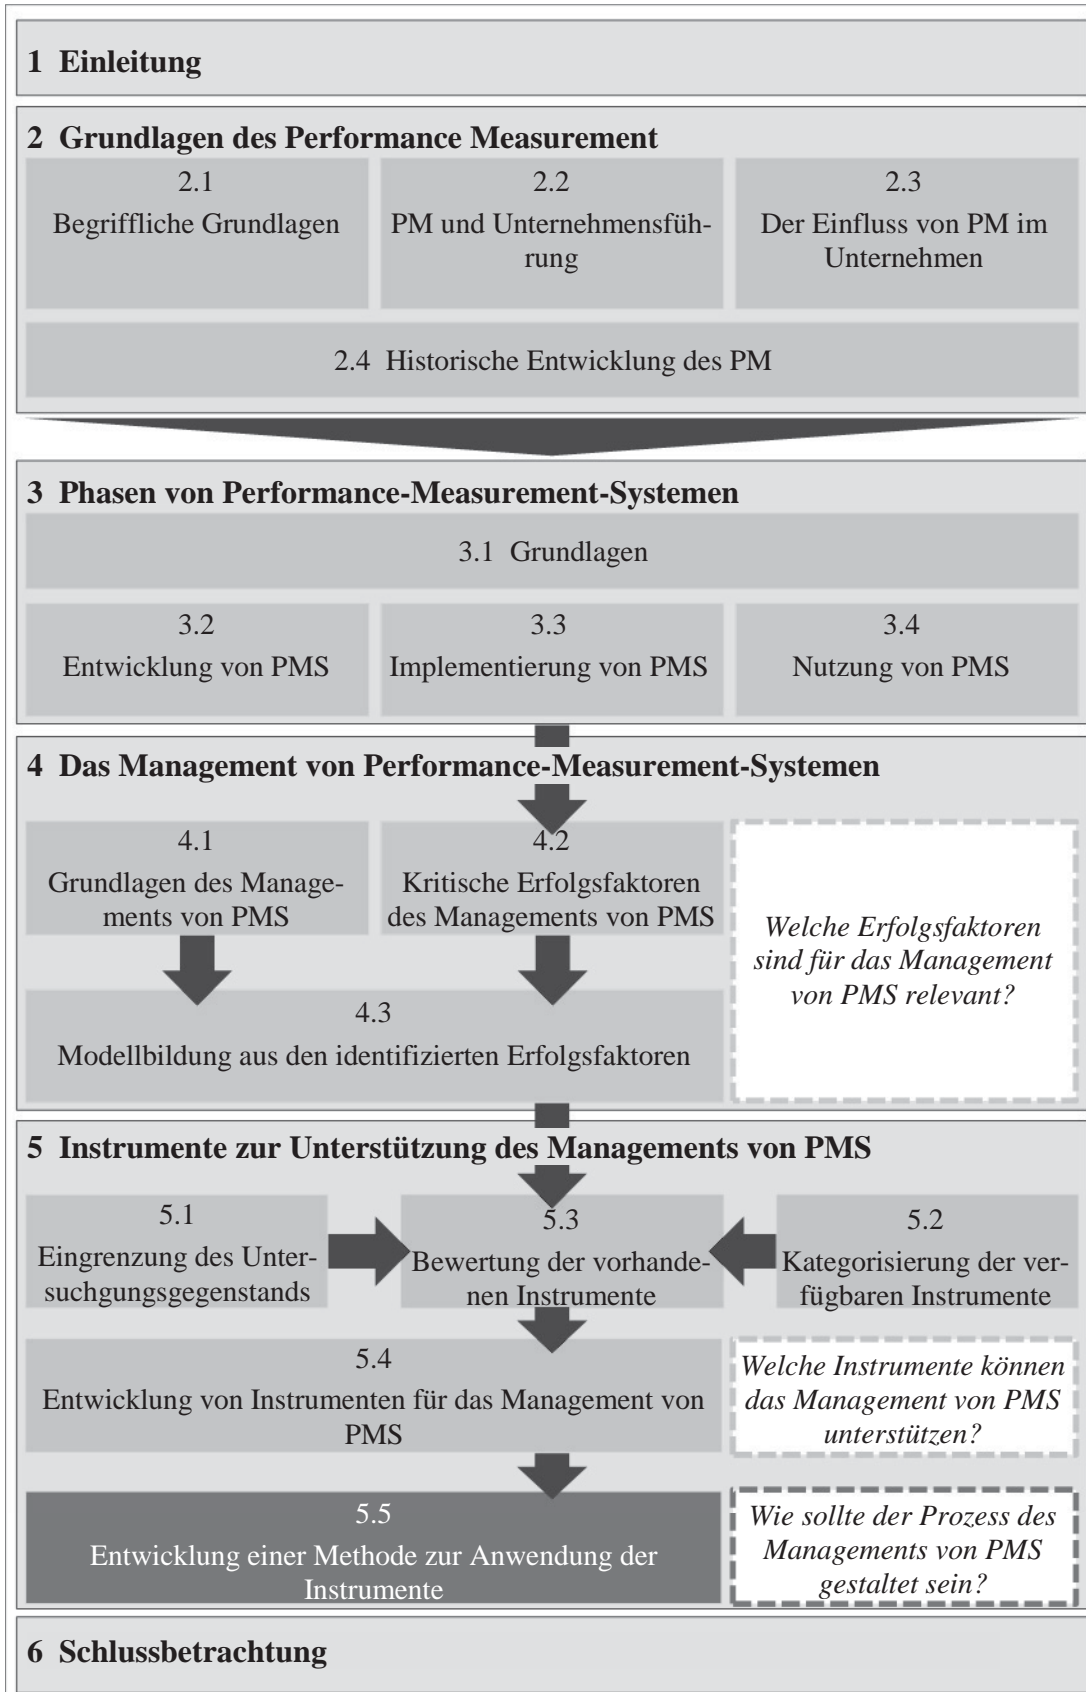 1 Einleitung
2 Grundlagen des Performance Measurement
2.1
Begriffliche Grundlagen
2.2
PM und Unternehmensfüh-
rung
2.3
Der Einfluss von PM im
Unternehmen
2.4 Historische Entwicklung des PM
3 Phasen von Performance-Measurement-Systemen
3.1 Grundlagen
3.2
Entwicklung von PMS
3.3
Implementierung von PMS
3.4
Nutzung von PMS
4 Das Management von Performance-Measurement-Systemen
4.1
Grundlagen des Manage-
ments von PMS
4.2
Kritische Erfolgsfaktoren
des Managements von PMS
Welche Erfolgsfaktoren
sind für das Management
von PMS relevant?
4.3
Modellbildung aus den identifizierten Erfolgsfaktoren
5 Instrumente zur Unterstützung des Managements von PMS
5.1
Eingrenzung des Unter-
suchgungsgegenstands
5.3
Bewertung der vorhande-
nen Instrumente
5.2
Kategorisierung der ver-
fügbaren Instrumente
5.4
Entwicklung von Instrumenten für das Management von
PMS
Welche Instrumente können
das Management von PMS
unterstützen?
5.5
Entwicklung einer Methode zur Anwendung der
Instrumente
Wie sollte der Prozess des
Managements von PMS
gestaltet sein?
6 Schlussbetrachtung